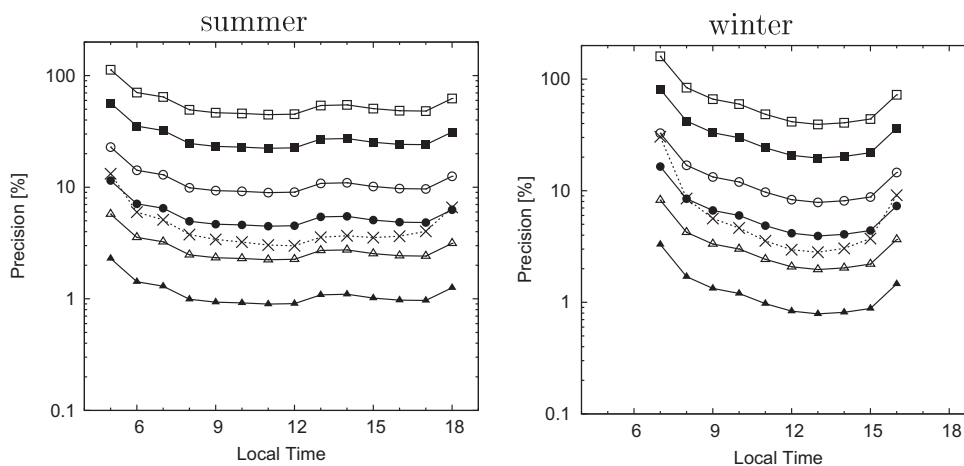 summer
100
10
1
0.1
Precision [%]
6 9 12 15 18
Local Time
winter
100
10
1
0.1
Precision [%]
6 9 12 15 18
Local Time